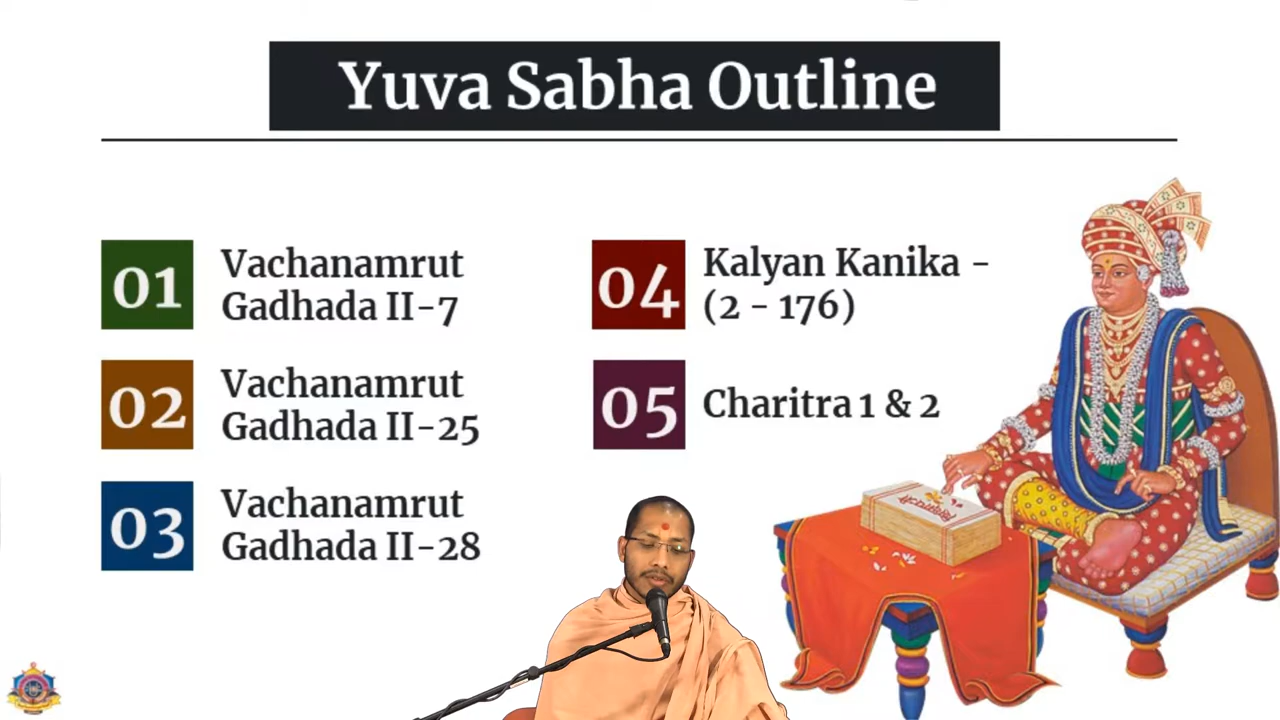 Yuva Sabha Outline
01
Vachanamrut
Gadhada II-7
02
Vachanamrut
Gadhada II-25
03
Vachanamrut
Gadhada II-28
04
Kalyan Kanika -
(2 - 176)
05
Charitra 1 & 2